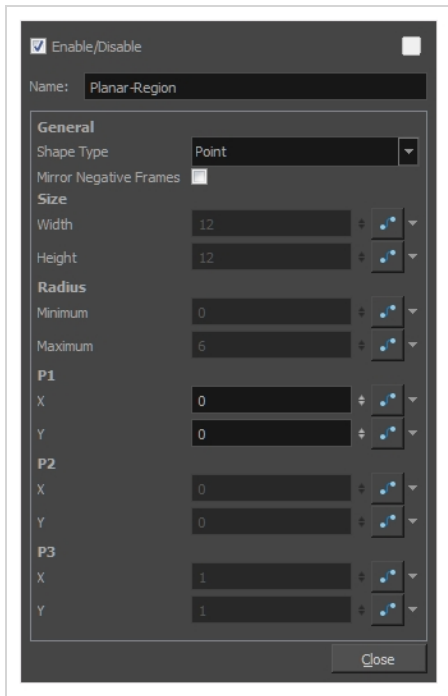 Enable/Disable
Name: Planar-Region
General
Shape Type Point
Mirror Negative Frames
Size
Width 12
Height 12
Radius
Minimum 0
Maximum 6
P1
X 0
Y 0
P2
X 0
Y 0
P3
X 1
Y 1
Close